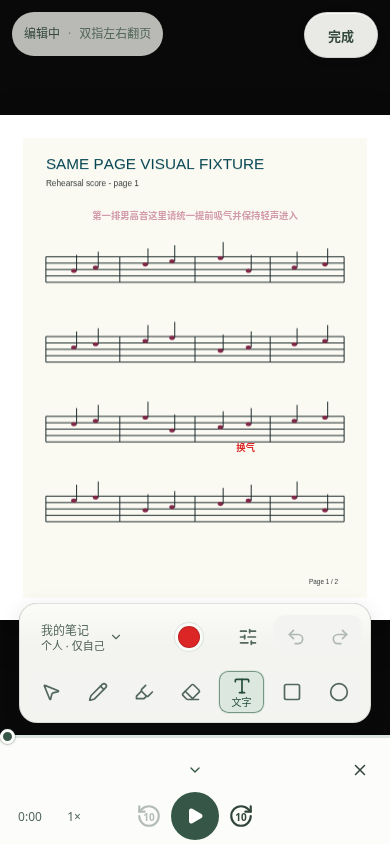 编辑中 · 双指左右翻页
完成
SAME PAGE VISUAL FIXTURE
Rehearsal score - page 1
第一排男高音这里请统一提前吸气并保持轻声进入
换气
Page 1 / 2
我的笔记
个人 · 仅自己
文字
0:00
1×
10
10